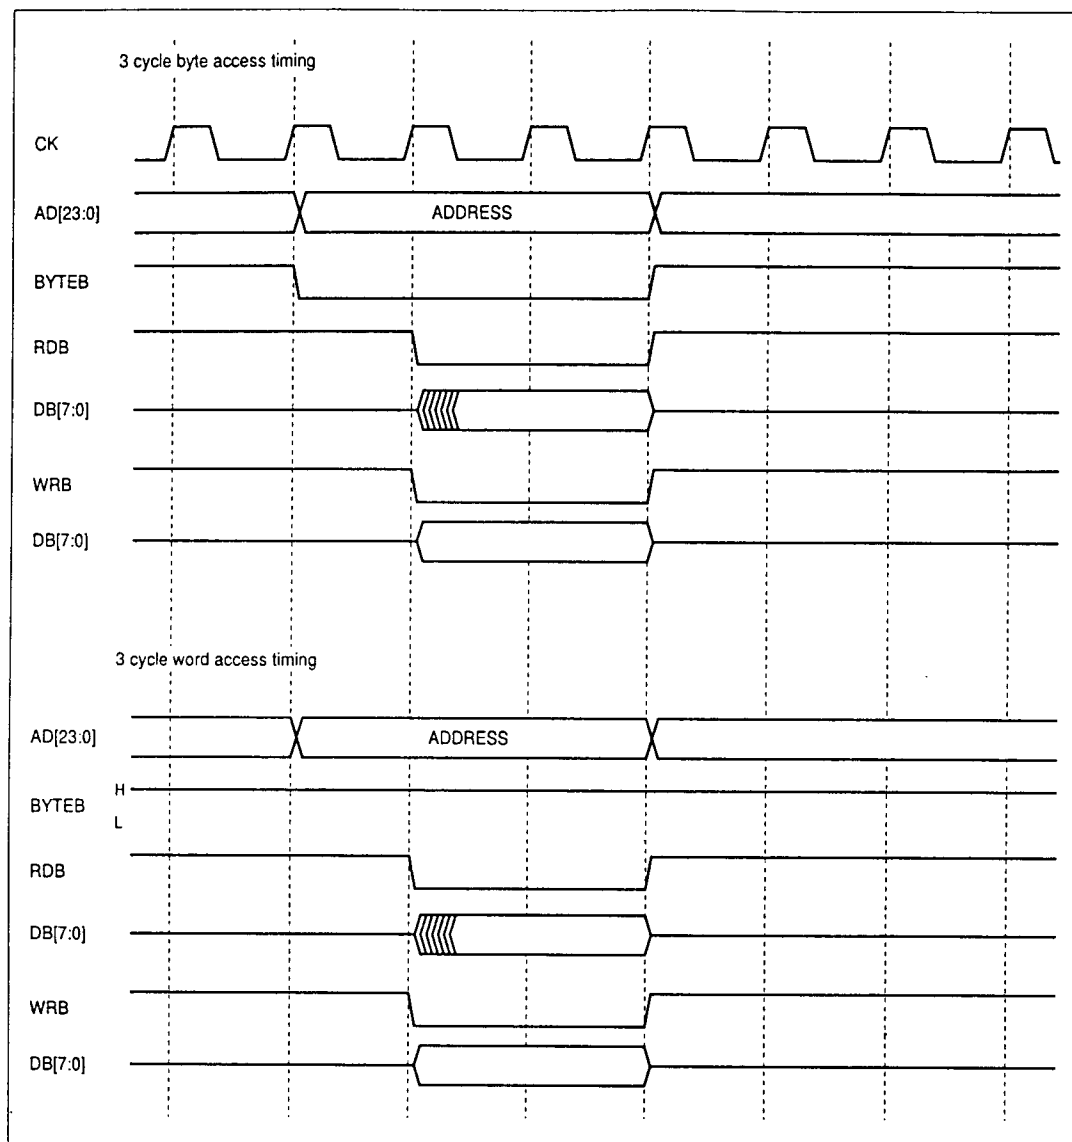 3 cycle byte access timing
CK
AD[23:0]
ADDRESS
BYTEB
RDB
DB[7:0]
WRB
DB[7:0]
3 cycle word access timing
AD[23:0]
ADDRESS
H
BYTEB
L
RDB
DB[7:0]
WRB
DB[7:0]